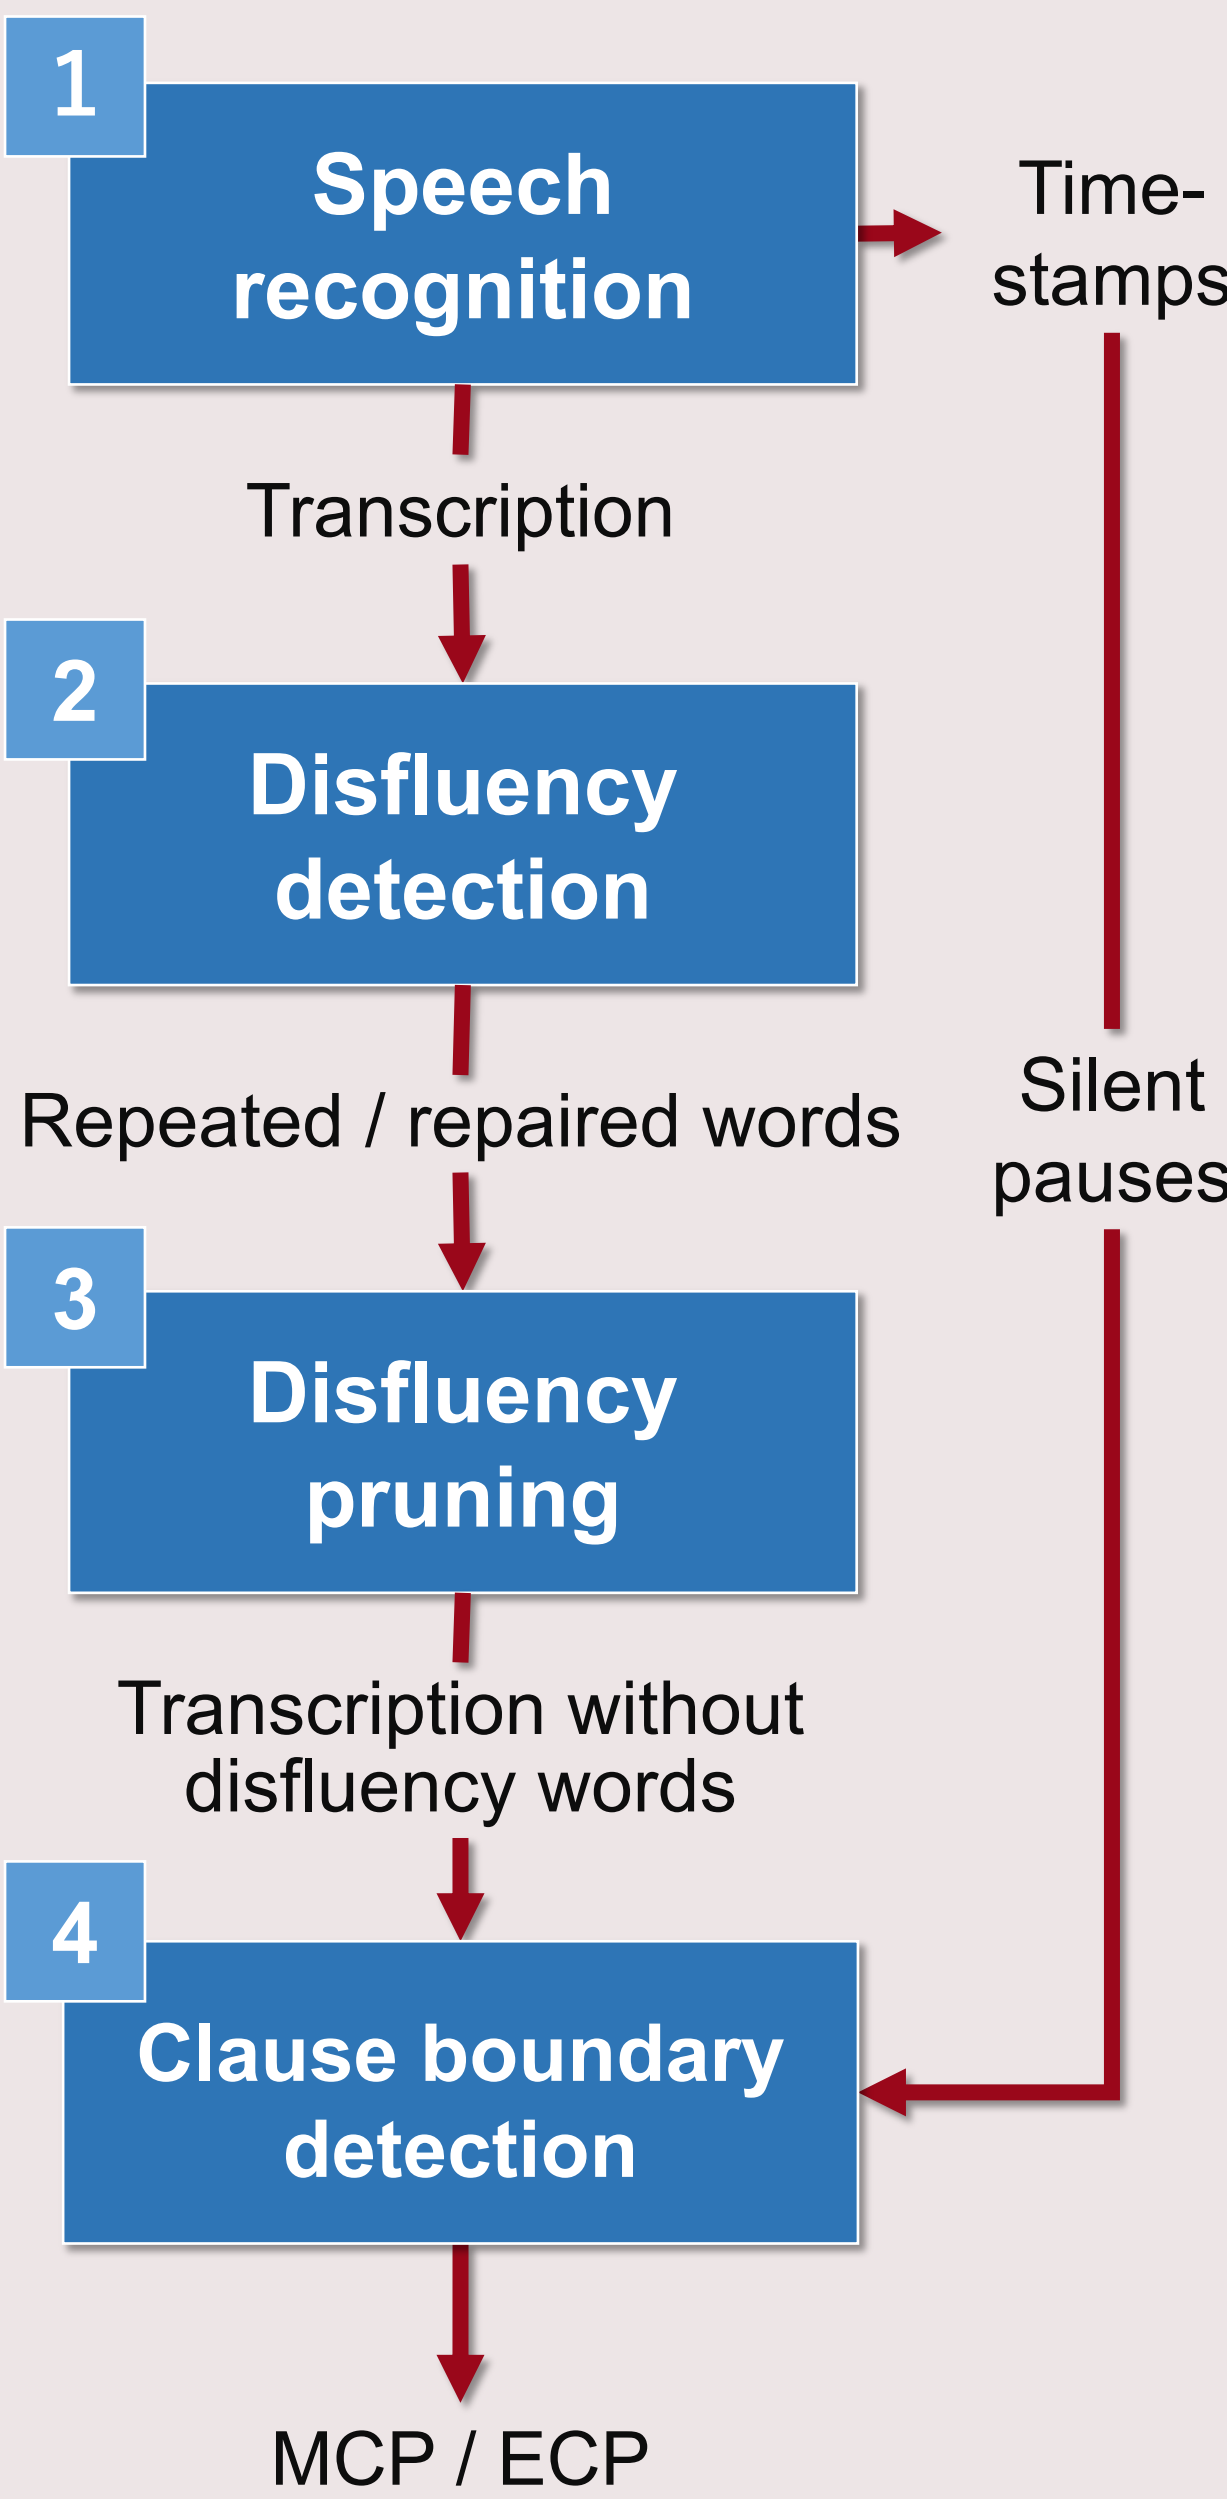 1
Speech
recognition
Time-
stamps
Transcription
2
Disfluency
detection
Repeated / repaired words
Silent
pauses
3
Disfluency
pruning
Transcription without
disfluency words
4
Clause boundary
detection
MCP / ECP